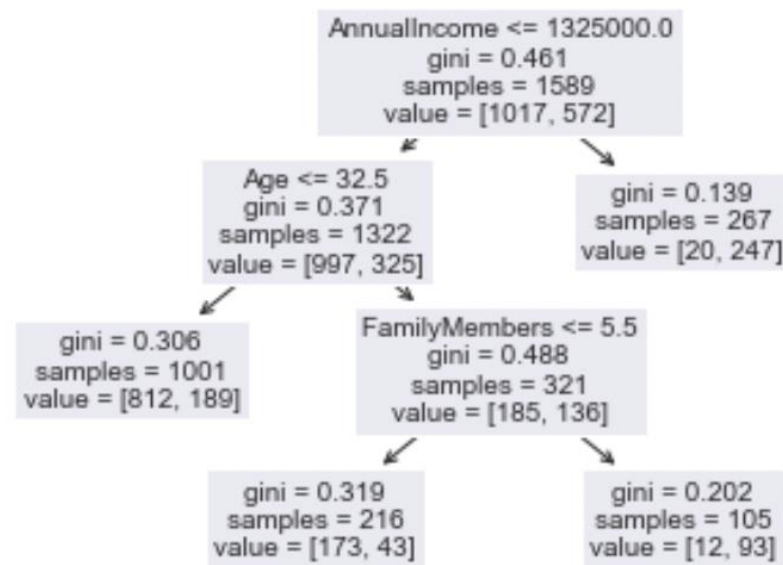 AnnualIncome <= 1325000.0
gini = 0.461
samples = 1589
value = [1017, 572]
Age <= 32.5
gini = 0.371
samples = 1322
value = [997, 325]
gini = 0.139
samples = 267
value = [20, 247]
gini = 0.306
samples = 1001
value = [812, 189]
FamilyMembers <= 5.5
gini = 0.488
samples = 321
value = [185, 136]
gini = 0.319
samples = 216
value = [173, 43]
gini = 0.202
samples = 105
value = [12, 93]